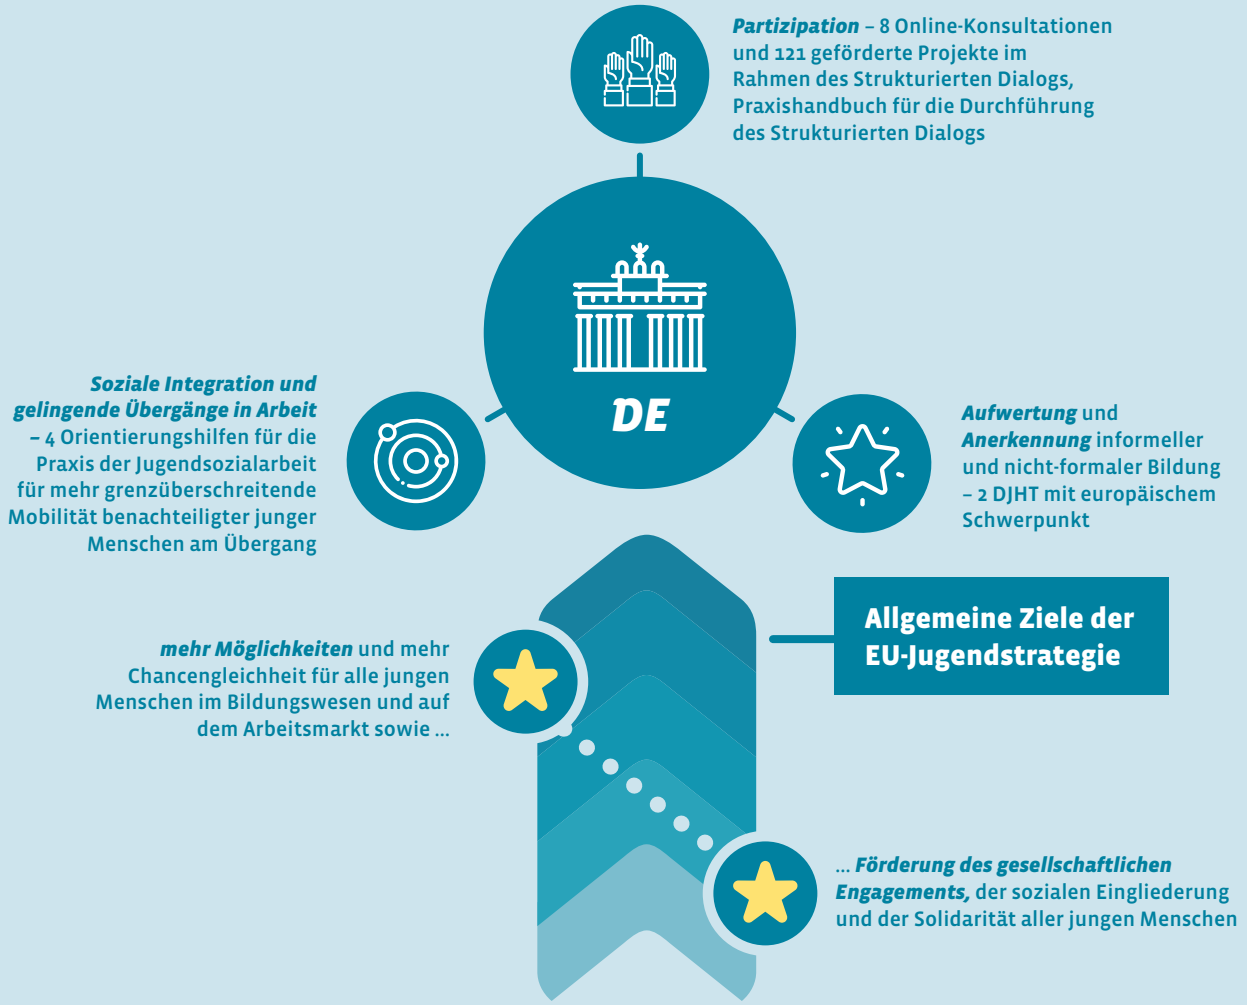 Partizipation – 8 Online-Konsultationen
und 121 geförderte Projekte im
Rahmen des Strukturierten Dialogs,
Praxishandbuch für die Durchführung
des Strukturierten Dialogs
DE
Soziale Integration und
gelingende Übergänge in Arbeit
– 4 Orientierungshilfen für die
Praxis der Jugendsozialarbeit
für mehr grenzüberschreitende
Mobilität benachteiligter junger
Menschen am Übergang
Aufwertung und
Anerkennung informeller
und nicht-formaler Bildung
– 2 DJHT mit europäischem
Schwerpunkt
Allgemeine Ziele der
EU-Jugendstrategie
mehr Möglichkeiten und mehr
Chancengleichheit für alle jungen
Menschen im Bildungswesen und auf
dem Arbeitsmarkt sowie ...
... Förderung des gesellschaftlichen
Engagements, der sozialen Eingliederung
und der Solidarität aller jungen Menschen